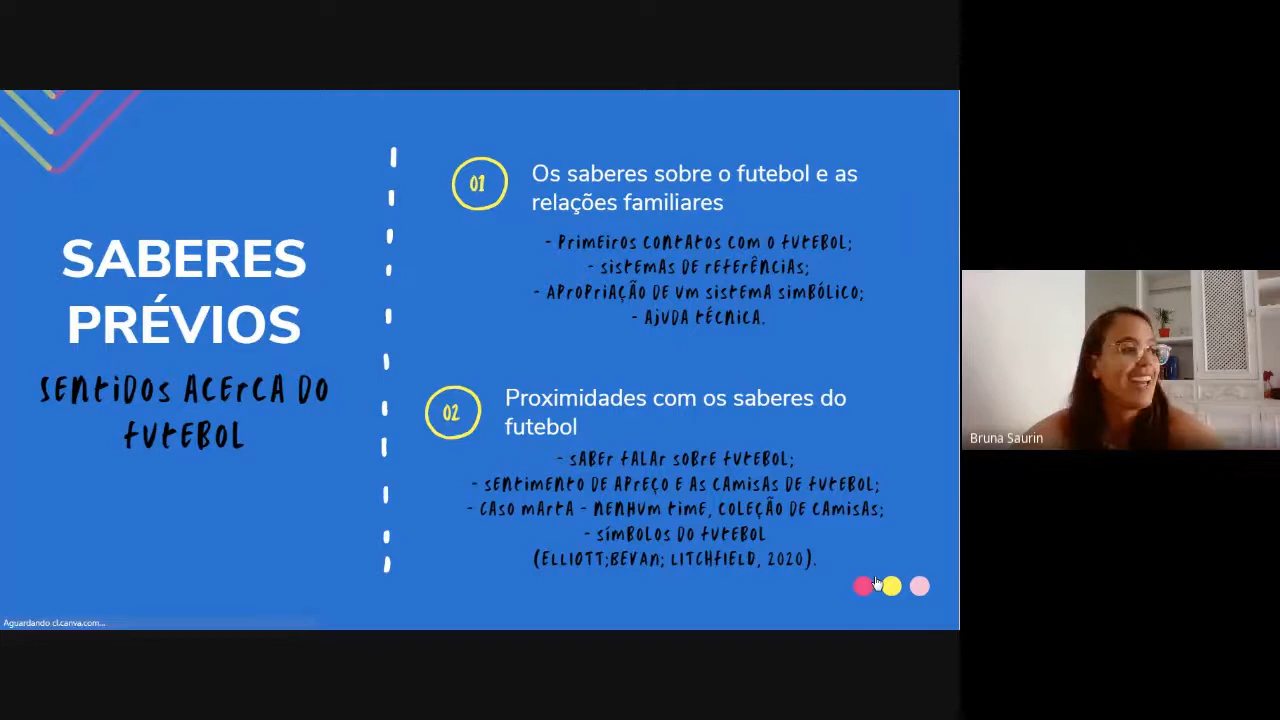 SABERES
PRÉVIOS
SENTIDOS ACERCA DO
FUTEBOL
01
Os saberes sobre o futebol e as
relações familiares
- PRIMEIROS CONTATOS COM O FUTEBOL;
- SISTEMAS DE REFERÊNCIAS;
- APROPRIAÇÃO DE UM SISTEMA SIMBÓLICO;
- AJUDA TÉCNICA.
02
Proximidades com os saberes do
futebol
- SABER FALAR SOBRE FUTEBOL;
- SENTIMENTO DE APREÇO E AS CAMISAS DE FUTEBOL;
- CASO MARTA - NENHUM TIME, COLEÇÃO DE CAMISAS;
- SÍMBOLOS DO FUTEBOL
(ELLIOTT;BEVAN; LITCHFIELD, 2020).
Aguardando cl.canva.com...
Bruna Saurin